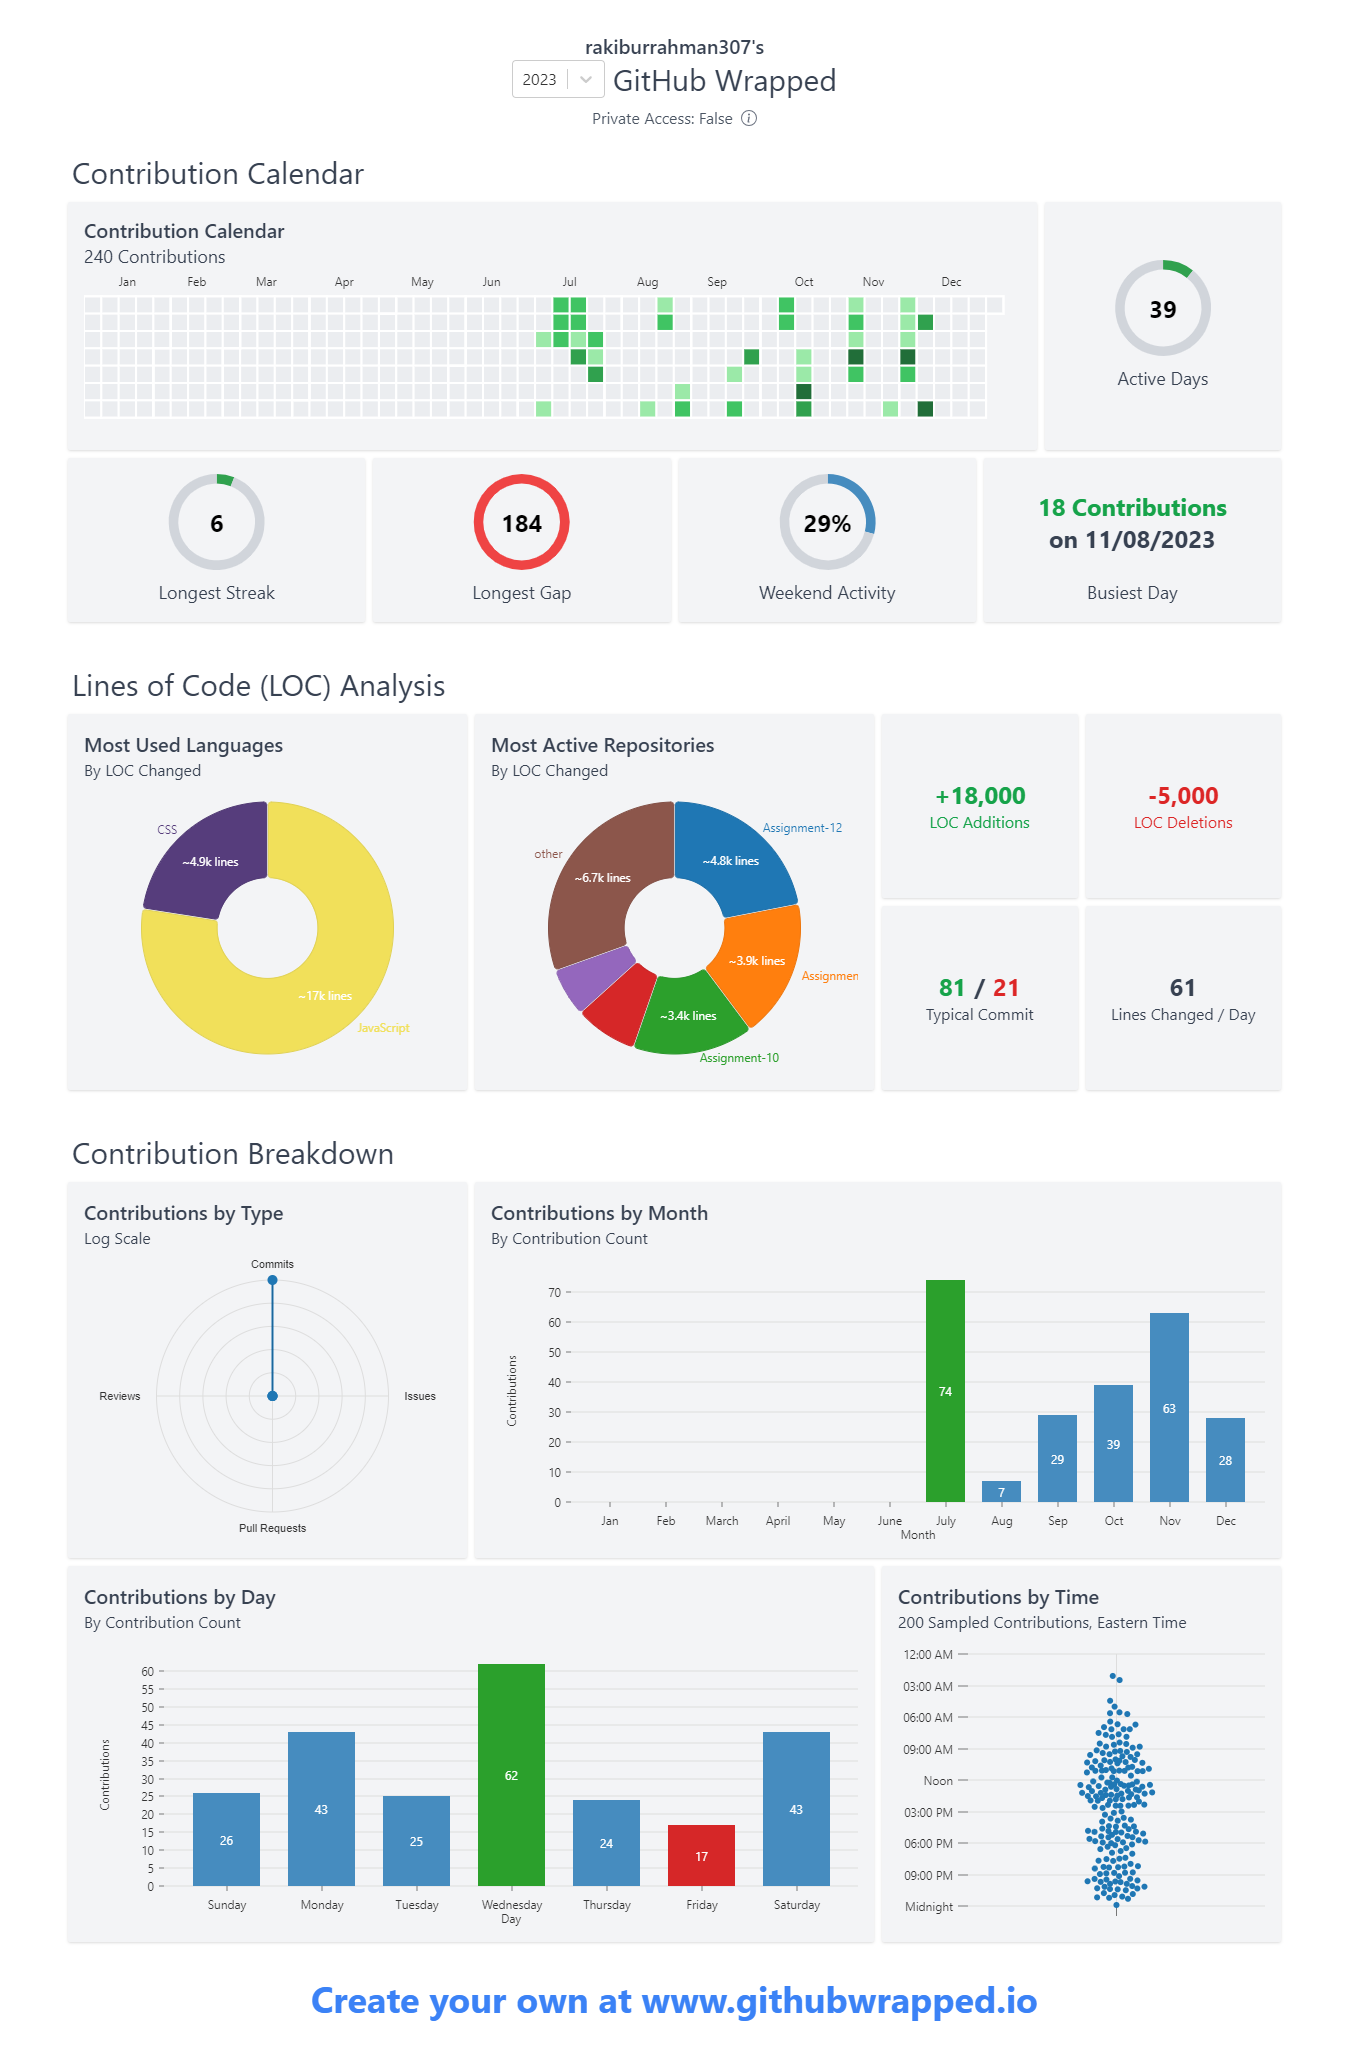 rakiburrahman307's
2023 GitHub Wrapped
Private Access: False
Contribution Calendar
Contribution Calendar
240 Contributions
Jan Feb Mar Apr May Jun Jul Aug Sep Oct Nov Dec
39
Active Days
6
Longest Streak
184
Longest Gap
29%
Weekend Activity
18 Contributions
on 11/08/2023
Busiest Day
Lines of Code (LOC) Analysis
Most Used Languages
By LOC Changed
CSS
~4.9k lines
~17k lines
JavaScript
Most Active Repositories
By LOC Changed
Assignment-12
other
~4.8k lines
~6.7k lines
~3.9k lines
Assignmen
~3.4k lines
Assignment-10
+18,000
LOC Additions
-5,000
LOC Deletions
81 / 21
Typical Commit
61
Lines Changed / Day
Contribution Breakdown
Contributions by Type
Log Scale
Commits
Reviews
Issues
Pull Requests
Contributions by Month
By Contribution Count
Contributions
70
60
50
40
30
20
10
0
74
7
29
39
63
28
Jan Feb March April May June July Aug Sep Oct Nov Dec
Month
Contributions by Day
By Contribution Count
Contributions
60
55
50
45
40
35
30
25
20
15
10
5
0
26
43
25
62
24
17
43
Sunday Monday Tuesday Wednesday Thursday Friday Saturday
Day
Contributions by Time
200 Sampled Contributions, Eastern Time
12:00 AM
03:00 AM
06:00 AM
09:00 AM
Noon
03:00 PM
06:00 PM
09:00 PM
Midnight
Create your own at www.githubwrapped.io